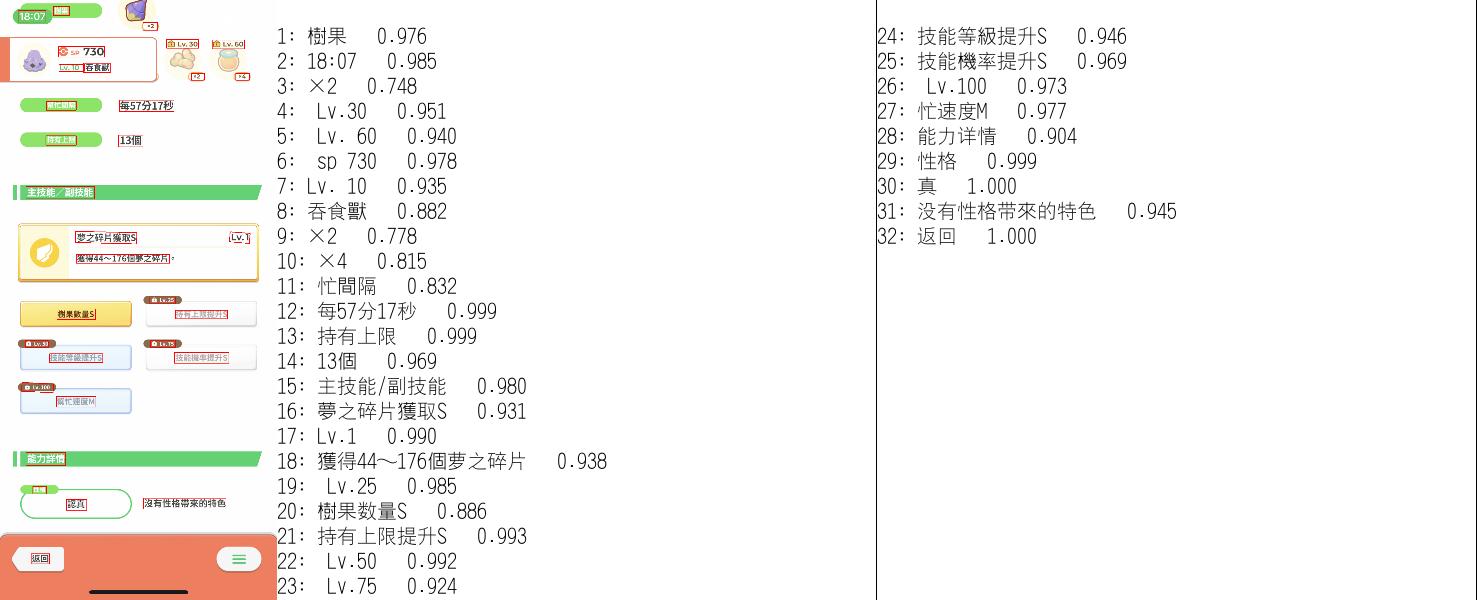 18:07
樹果
×2
SP 730
Lv. 10 吞食獸
Lv. 30
Lv. 60
×2
×4
幫忙間隔
每57分17秒
持有上限
13個
主技能/副技能
夢之碎片獲取S
Lv.1
獲得44～176個夢之碎片。
樹果數量S
Lv.25
持有上限提升S
Lv.50
技能等級提升S
Lv.75
技能機率提升S
Lv.100
幫忙速度M
能力詳情
性格
認真
沒有性格帶來的特色
返回
1: 樹果 0.976
2: 18:07 0.985
3: ×2 0.748
4: Lv.30 0.951
5: Lv. 60 0.940
6: sp 730 0.978
7: Lv. 10 0.935
8: 吞食獸 0.882
9: ×2 0.778
10: ×4 0.815
11: 忙間隔 0.832
12: 每57分17秒 0.999
13: 持有上限 0.999
14: 13個 0.969
15: 主技能/副技能 0.980
16: 夢之碎片獲取S 0.931
17: Lv.1 0.990
18: 獲得44～176個萝之碎片 0.938
19: Lv.25 0.985
20: 樹果数量S 0.886
21: 持有上限提升S 0.993
22: Lv.50 0.992
23: Lv.75 0.924
24: 技能等級提升S 0.946
25: 技能機率提升S 0.969
26: Lv.100 0.973
27: 忙速度M 0.977
28: 能力详情 0.904
29: 性格 0.999
30: 真 1.000
31: 没有性格带來的特色 0.945
32: 返回 1.000